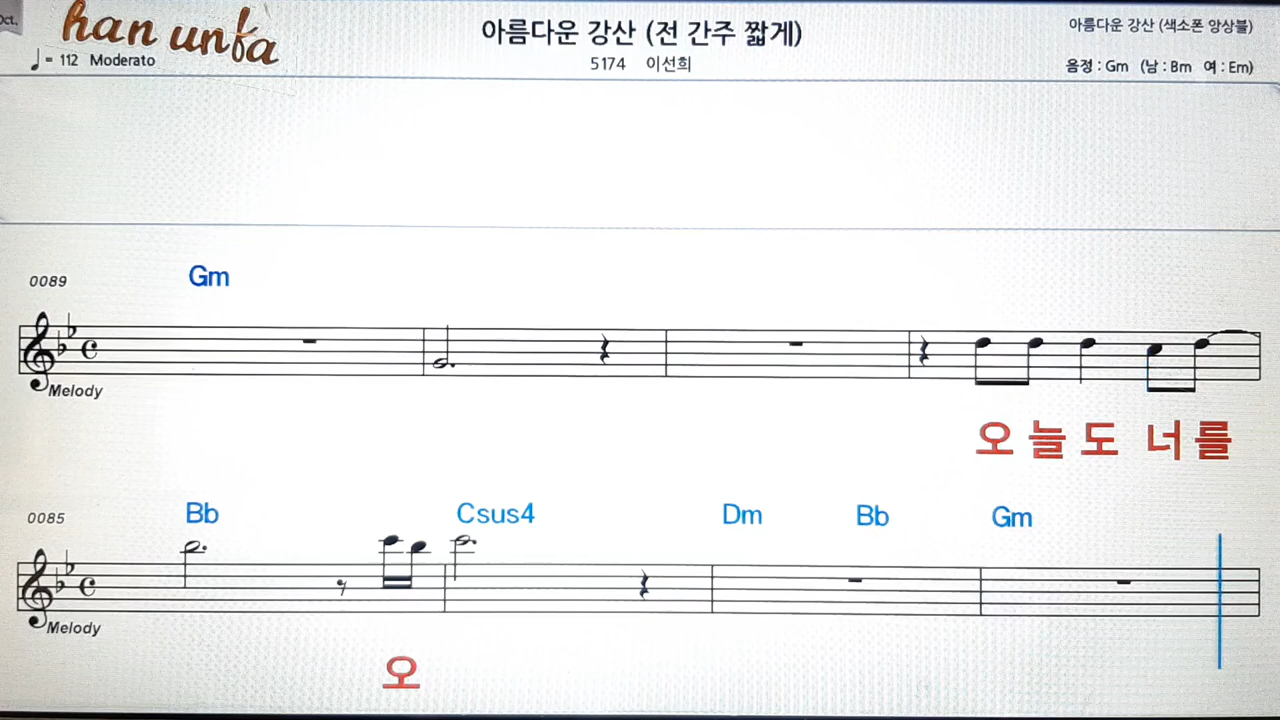 Oct.
han unfa
아름다운 강산 (전 간주 짧게)
아름다운 강산 (색소폰 앙상블)
♩= 112 Moderato
5174 이선희
음정 : Gm (남 : Bm 여 : Em)
0089 Gm
Melody
오 늘 도 너 를
0085 Bb Csus4 Dm Bb Gm
Melody
오